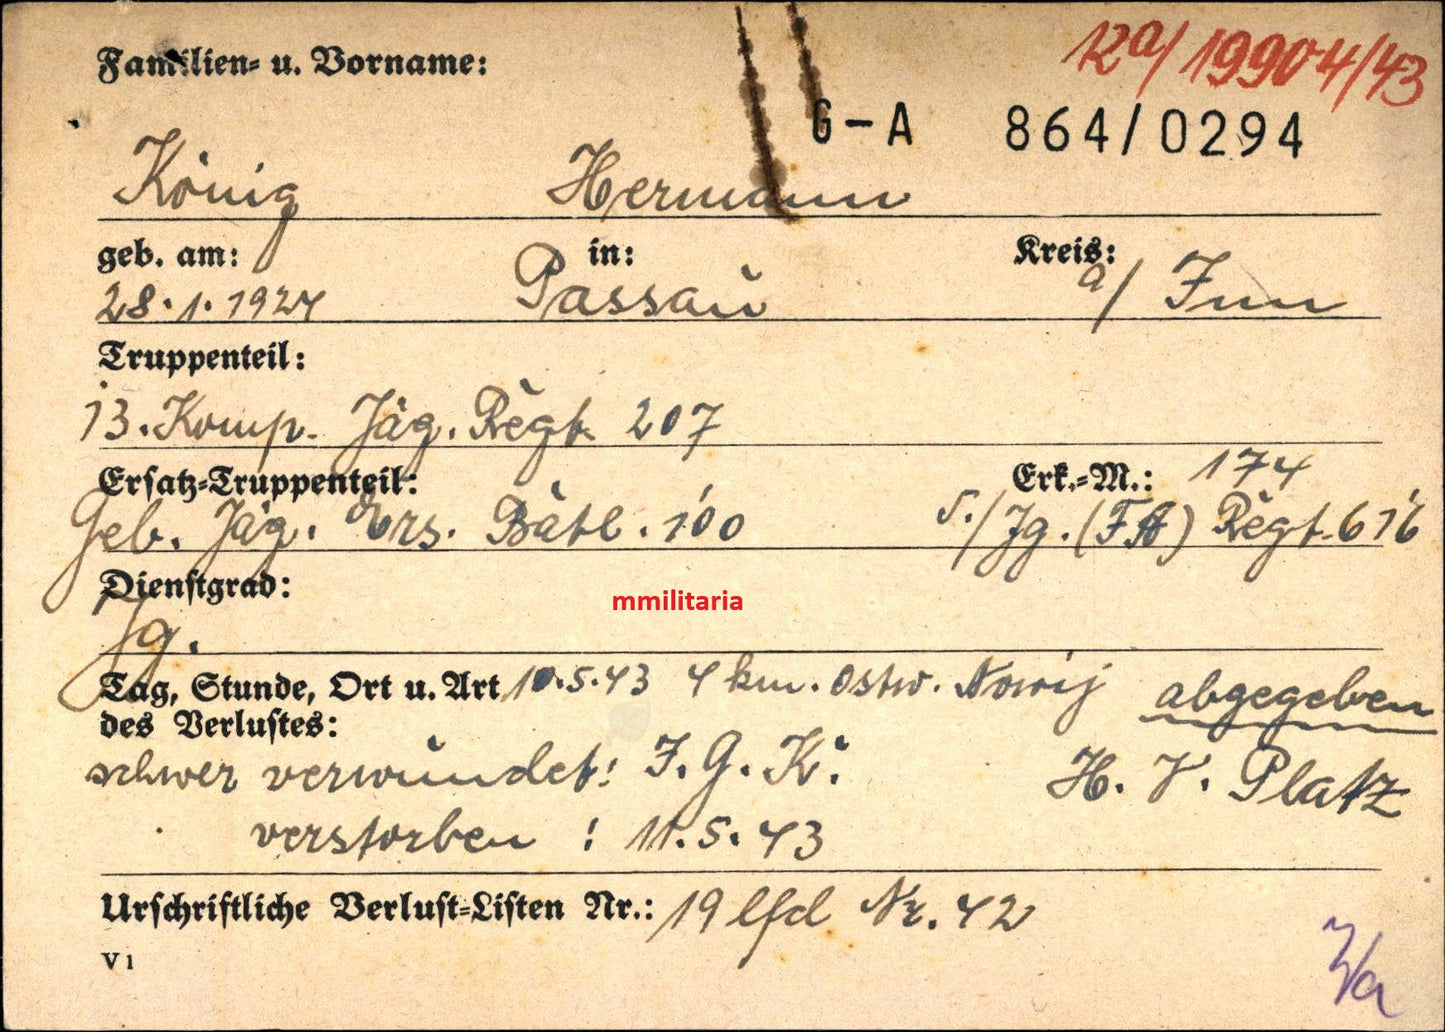 12a/19904/43
Familien- u. Vorname:
G-A 864/0294
König Hermann
geb. am: in: Kreis:
28.1.1924 Passau a/ Inn
Truppenteil:
13. Komp. Jäg. Regt. 207
Ersatz-Truppenteil: Erk.-M.: 174
Geb. Jäg. Ers. Batl. 100 5./Jg. (FA) Regt. 616
Dienstgrad:
Jg.
mmilitaria
Tag, Stunde, Ort u. Art 10.5.43 4 km. ostw. Nowij abgegeben
des Verlustes:
schwer verwundet: I. G. K. H. V. Platz
verstorben : 11.5.43
Urschriftliche Verlust-Listen Nr.: 19 lfd Nr. 42
V 1